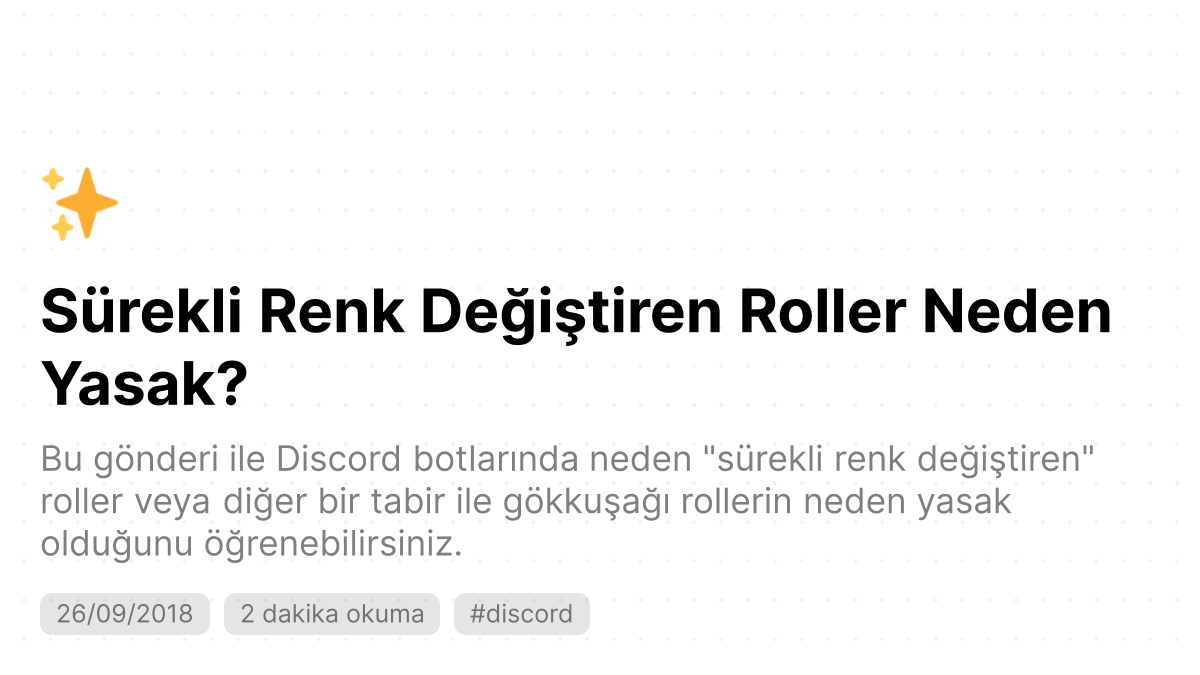 Sürekli Renk Değiştiren Roller Neden
Yasak?
Bu gönderi ile Discord botlarında neden "sürekli renk değiştiren"
roller veya diğer bir tabir ile gökkuşağı rollerin neden yasak
olduğunu öğrenebilirsiniz.
26/09/2018 2 dakika okuma #discord